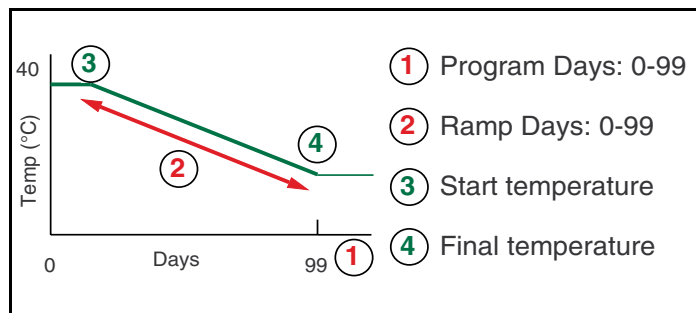 40
Temp (°C)
0
Days
99
3
4
2
1
1 Program Days: 0-99
2 Ramp Days: 0-99
3 Start temperature
4 Final temperature